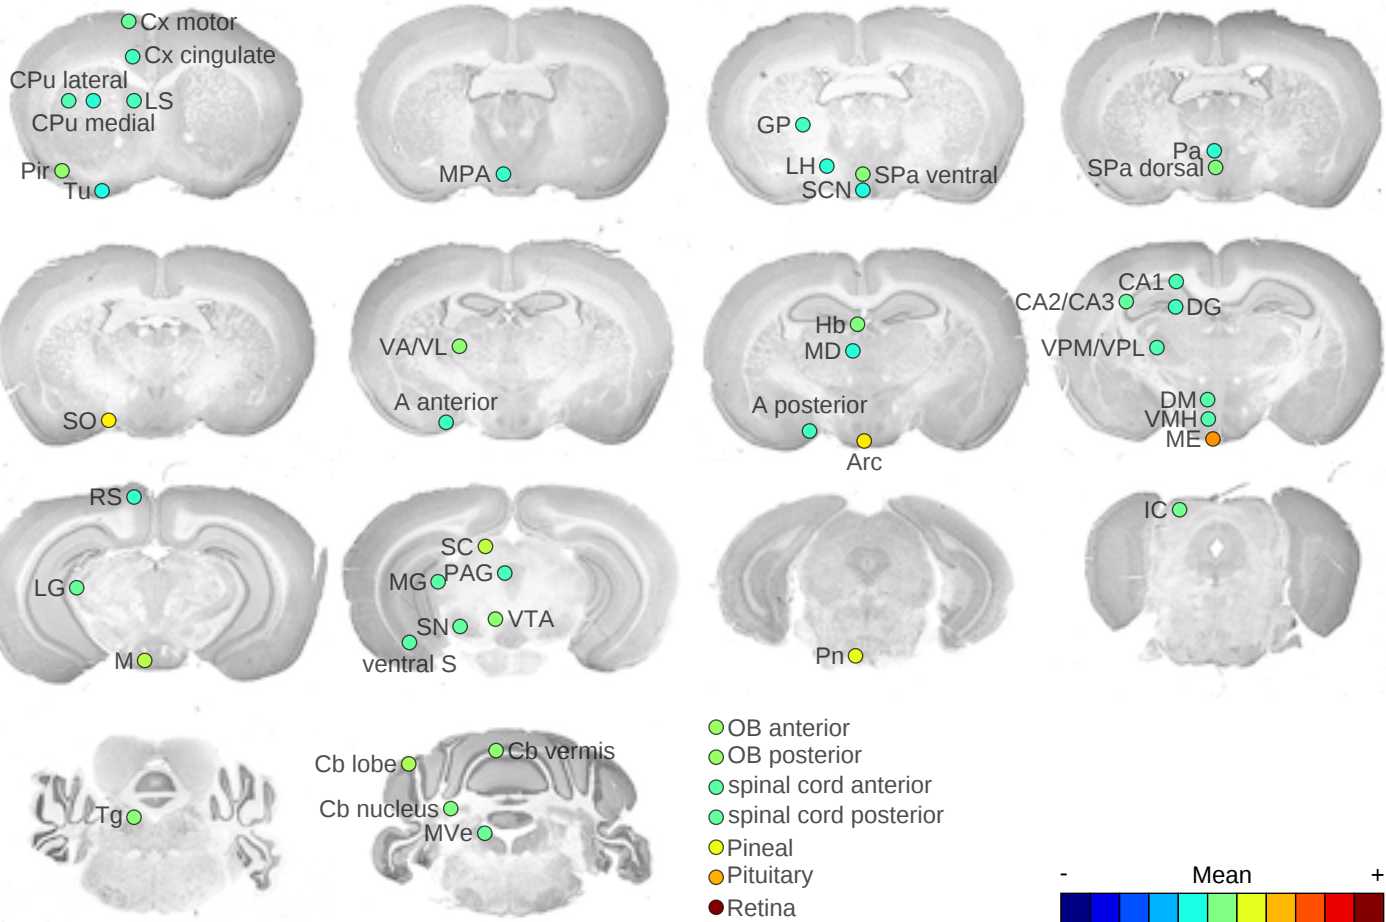 Cx motor
Cx cingulate
CPu lateral
LS
CPu medial
Pir
Tu
MPA
GP
LH
SPa ventral
SCN
Pa
SPa dorsal
SO
VA/VL
A anterior
Hb
MD
A posterior
Arc
CA1
CA2/CA3
DG
VPM/VPL
DM
VMH
ME
RS
LG
M
SC
MG
PAG
SN
VTA
ventral S
Pn
IC
Tg
Cb lobe
Cb vermis
Cb nucleus
MVe
OB anterior
OB posterior
spinal cord anterior
spinal cord posterior
Pineal
Pituitary
Retina
- Mean +